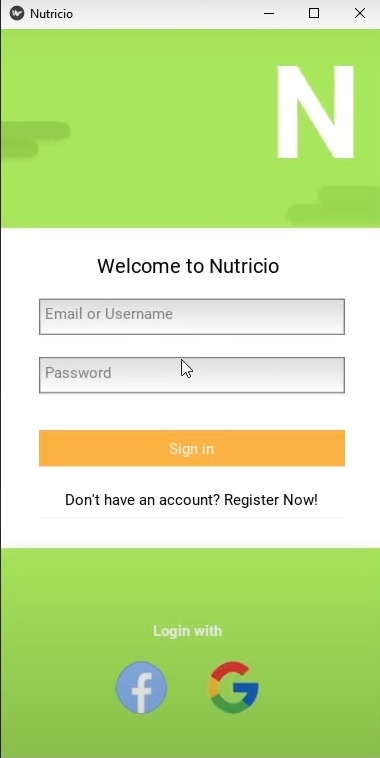 Nutricio
N
Welcome to Nutricio
Email or Username
Password
Sign in
Don't have an account? Register Now!
Login with
f G